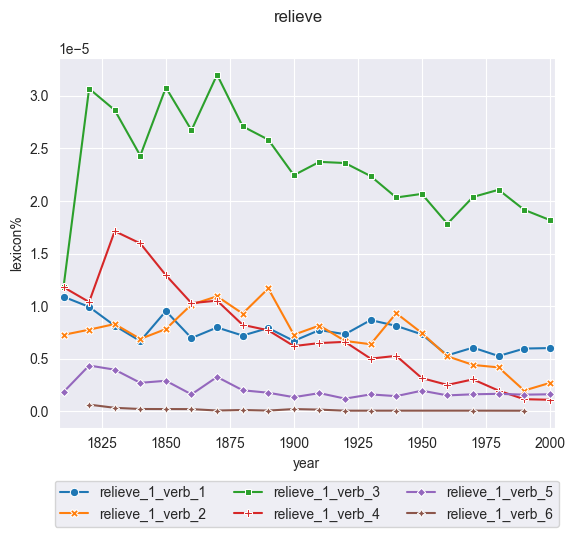 relieve
1e−5
3.0
2.5
2.0
1.5
1.0
0.5
0.0
lexicon%
1825 1850 1875 1900 1925 1950 1975 2000
year
relieve_1_verb_1 relieve_1_verb_3 relieve_1_verb_5
relieve_1_verb_2 relieve_1_verb_4 relieve_1_verb_6